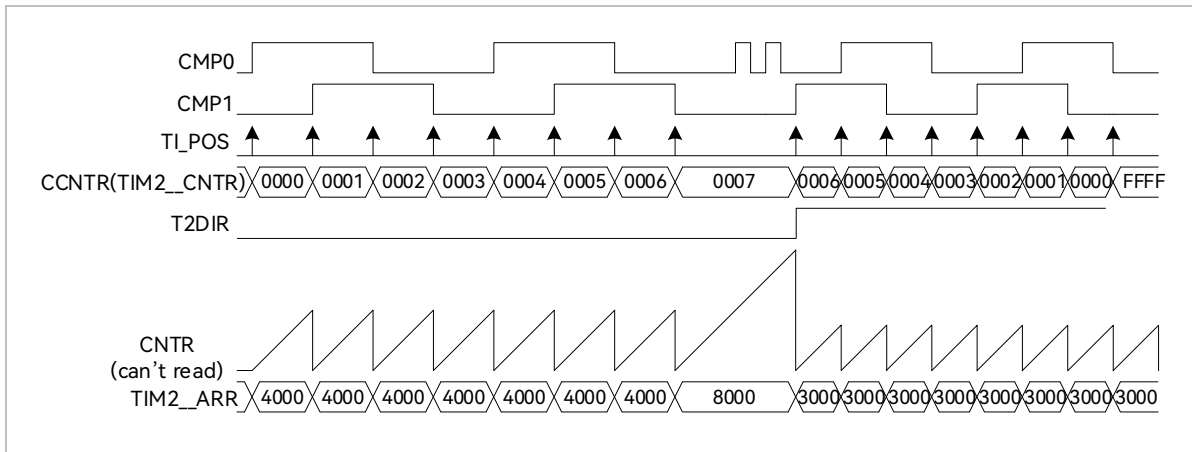 CMP0
CMP1
TI_POS
CCNTR(TIM2__CNTR) 0000 0001 0002 0003 0004 0005 0006 0007 0006 0005 0004 0003 0002 0001 0000 FFFF
T2DIR
CNTR
(can't read)
TIM2__ARR 4000 4000 4000 4000 4000 4000 4000 8000 3000 3000 3000 3000 3000 3000 3000 3000